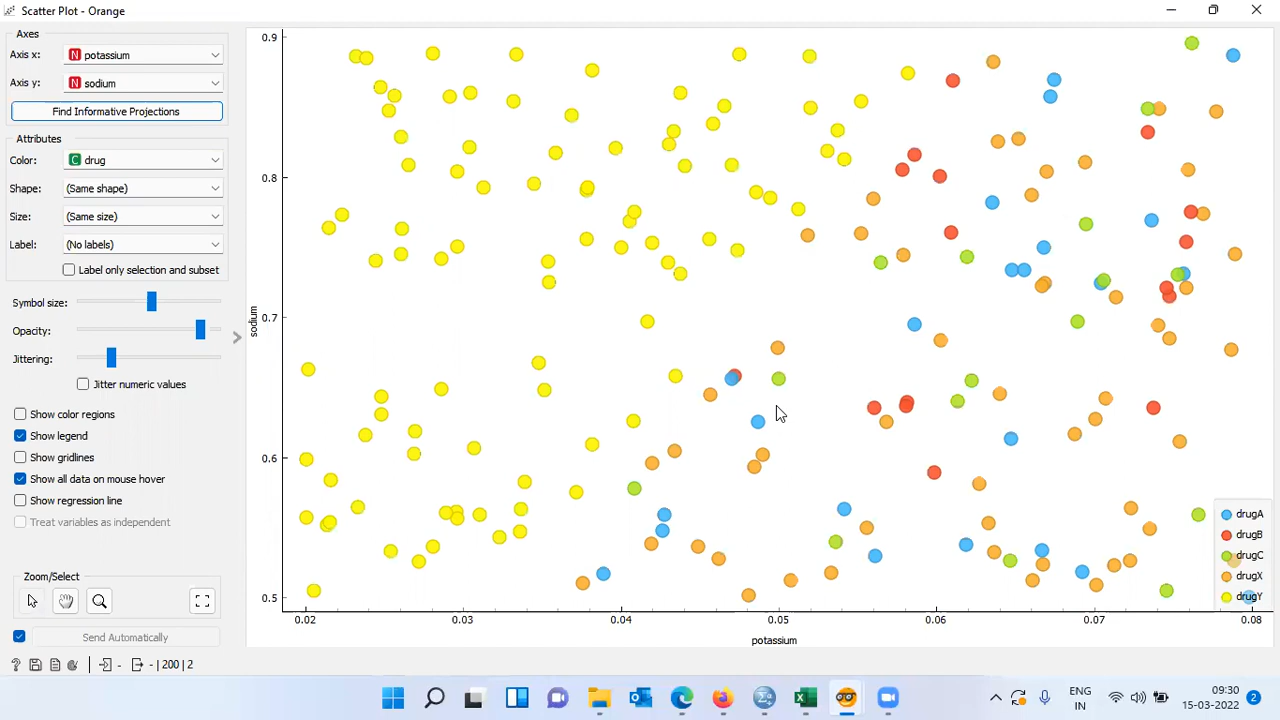 Scatter Plot - Orange
Axes
Axis x: N potassium
Axis y: N sodium
Find Informative Projections
Attributes
Color: C drug
Shape: (Same shape)
Size: (Same size)
Label: (No labels)
Label only selection and subset
Symbol size:
Opacity:
Jittering:
Jitter numeric values
Show color regions
Show legend
Show gridlines
Show all data on mouse hover
Show regression line
Treat variables as independent
Zoom/Select
Send Automatically
? - - | 200 | 2
0.9
0.8
0.7
0.6
0.5
sodium
0.02 0.03 0.04 0.05 0.06 0.07 0.08
potassium
drugA
drugB
drugC
drugX
drugY
ENG
IN
09:30
15-03-2022
2